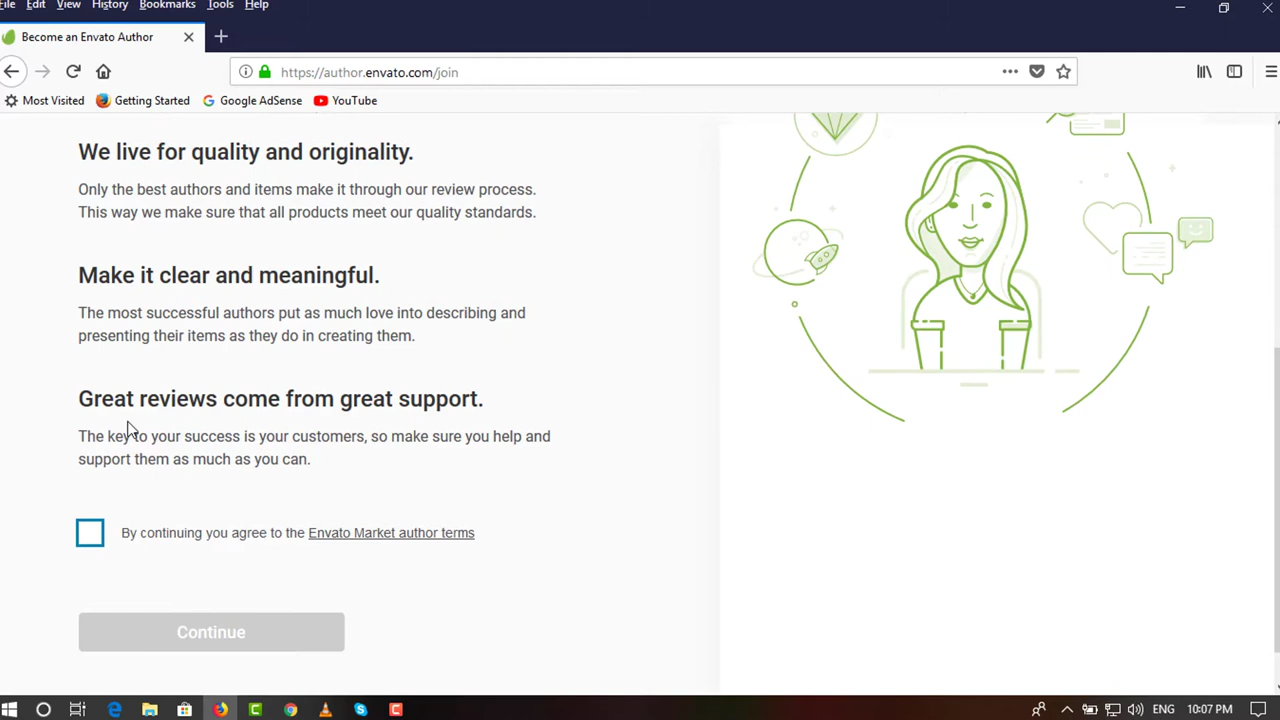 File Edit View History Bookmarks Tools Help
Become an Envato Author
https://author.envato.com/join
Most Visited Getting Started Google AdSense YouTube
We live for quality and originality.
Only the best authors and items make it through our review process.
This way we make sure that all products meet our quality standards.
Make it clear and meaningful.
The most successful authors put as much love into describing and
presenting their items as they do in creating them.
Great reviews come from great support.
The key to your success is your customers, so make sure you help and
support them as much as you can.
By continuing you agree to the Envato Market author terms
Continue
ENG 10:07 PM